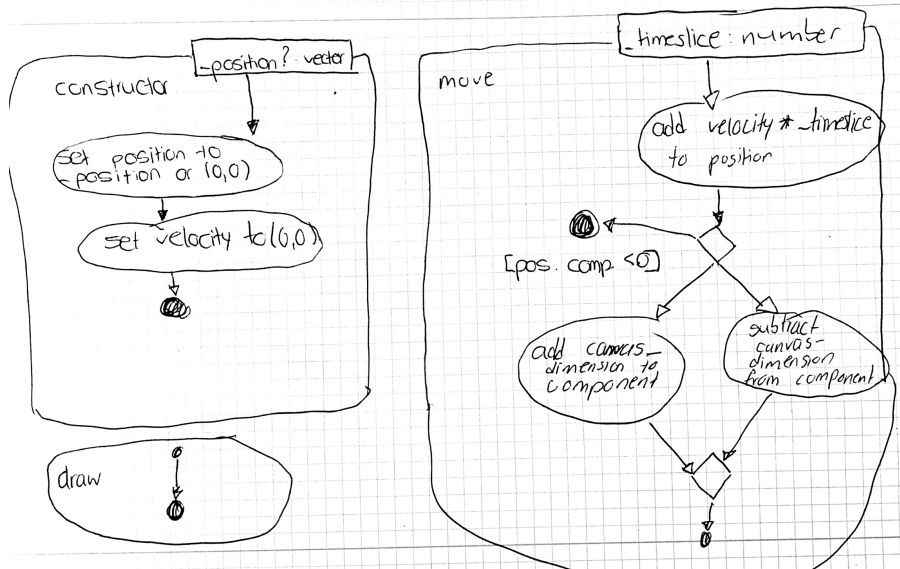 _position? : vector
constructor
set position to
_position or (0,0)
set velocity to (0,0)
draw
_timeslice : number
move
add velocity * _timeslice
to position
[pos. comp. <0]
add canvas_
dimension to
component
subtract
canvas-
dimension
from component